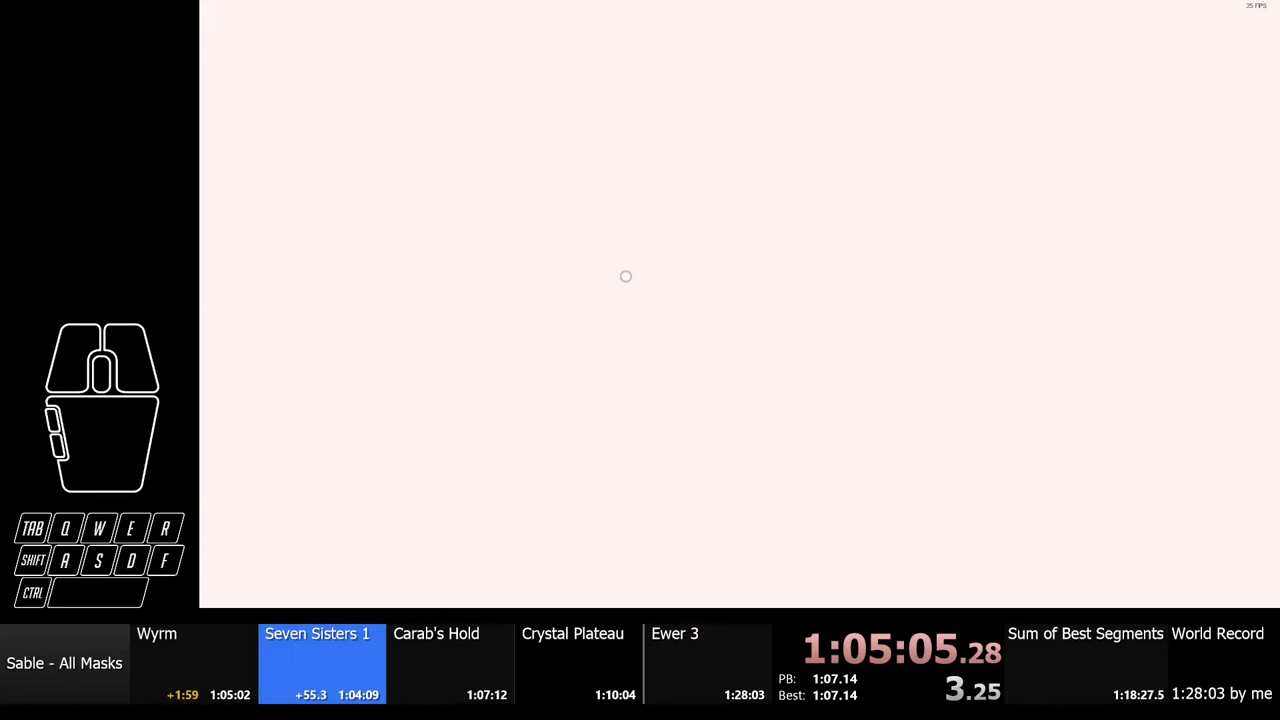 25 FPS
TAB Q W E R
SHIFT A S D F
CTRL
Sable - All Masks
Wyrm
+1:59 1:05:02
Seven Sisters 1
+55.3 1:04:09
Carab's Hold
1:07:12
Crystal Plateau
1:10:04
Ewer 3
1:28:03
1:05:05.28
PB: 1:07.14
Best: 1:07.14
3.25
Sum of Best Segments
1:18:27.5
World Record
1:28:03 by me